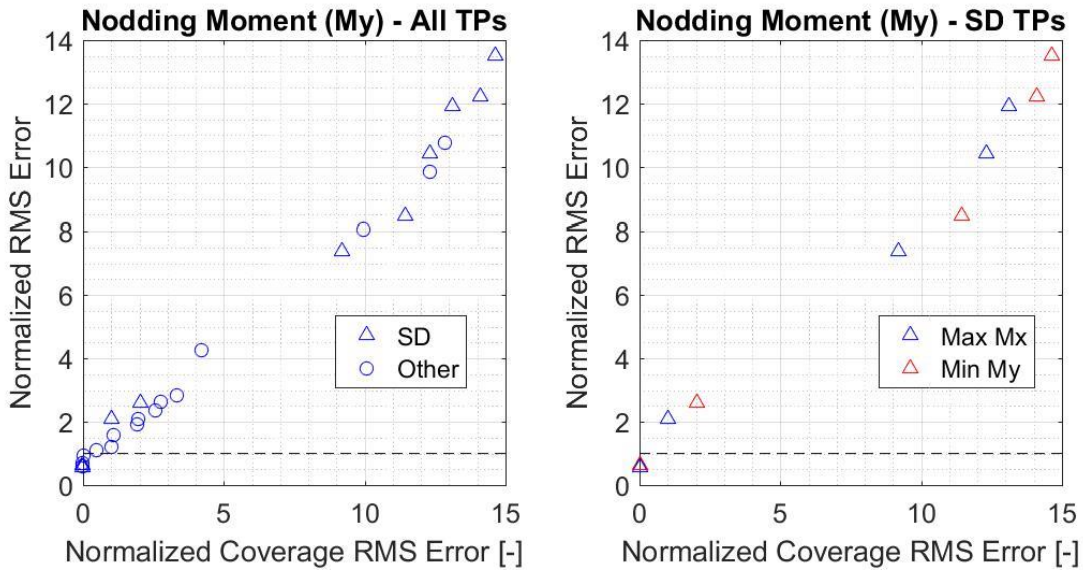 Nodding Moment (My) - All TPs
14
12
10
8
6
4
2
0
Normalized RMS Error
SD
Other
0 5 10 15
Normalized Coverage RMS Error [-]
Nodding Moment (My) - SD TPs
14
12
10
8
6
4
2
0
Normalized RMS Error
Max Mx
Min My
0 5 10 15
Normalized Coverage RMS Error [-]